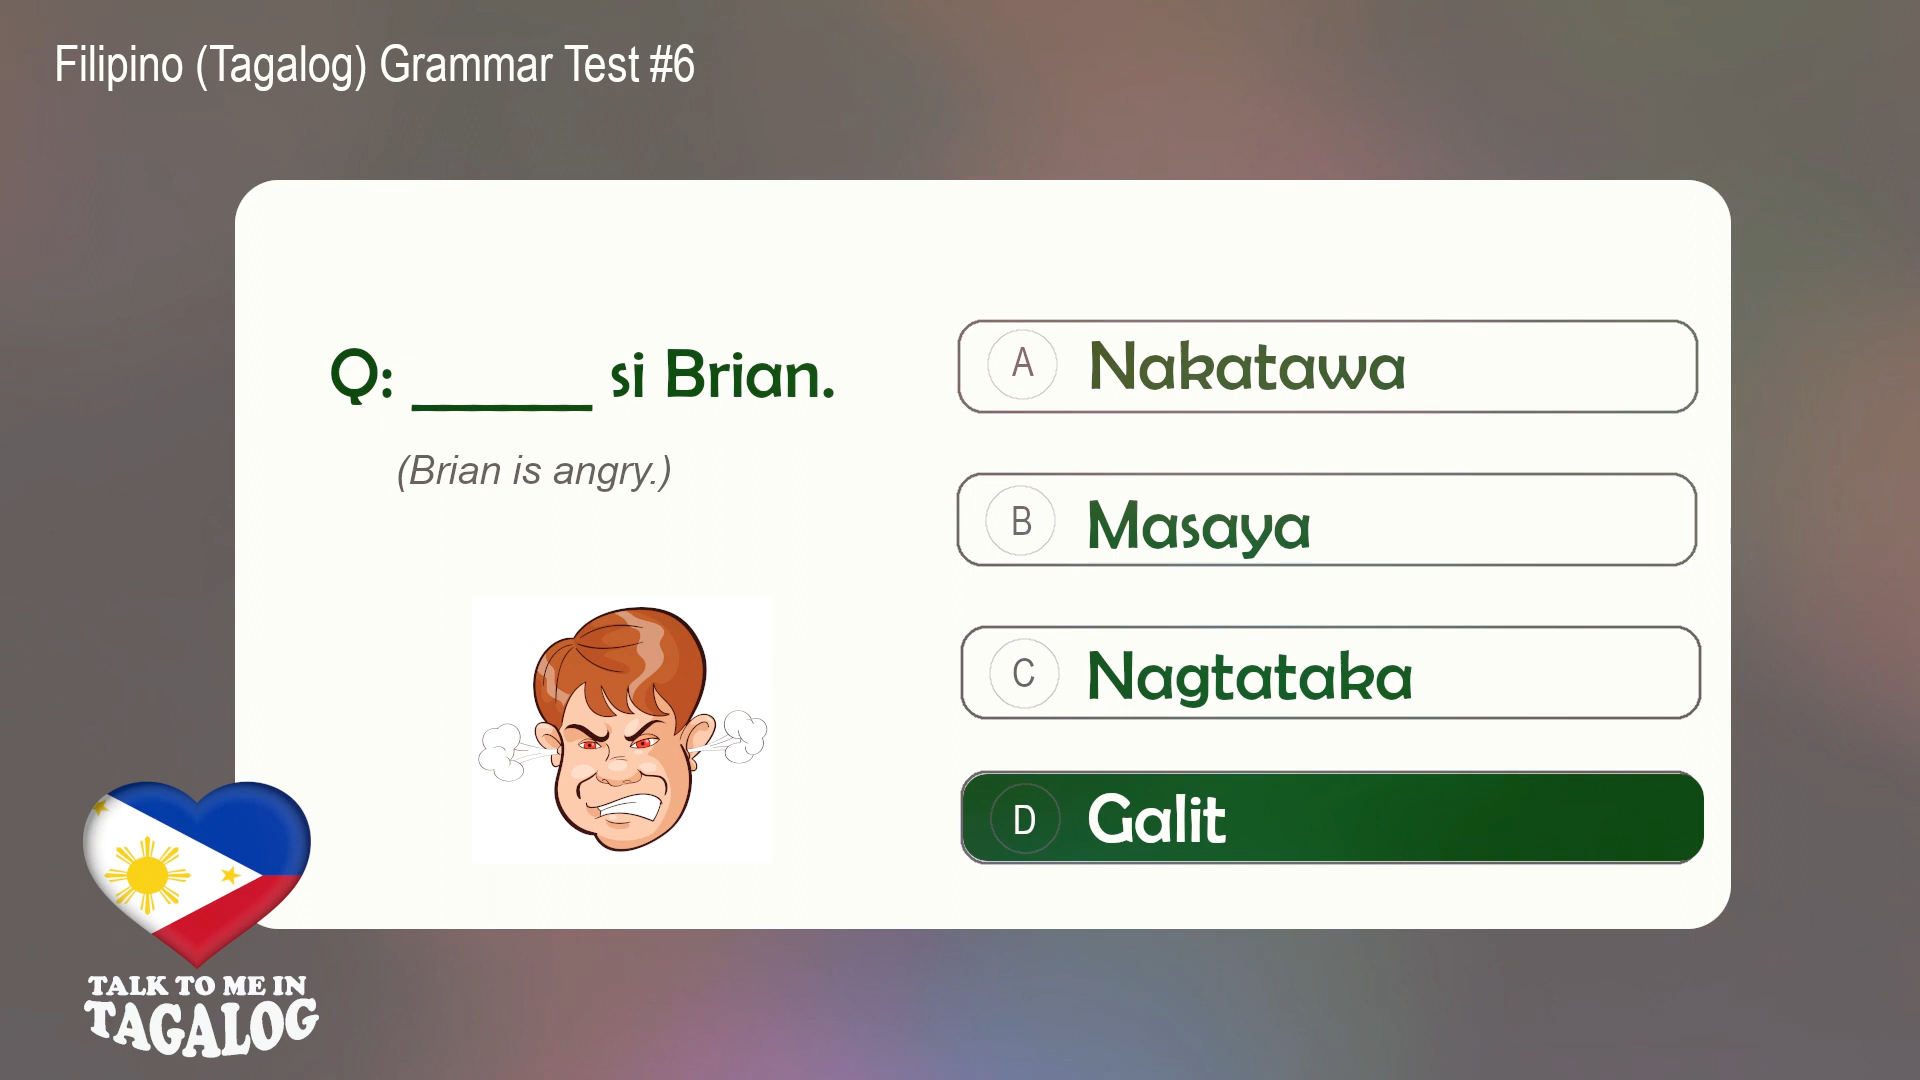 Filipino (Tagalog) Grammar Test #6
Q: ______ si Brian.
(Brian is angry.)
A Nakatawa
B Masaya
C Nagtataka
D Galit
TALK TO ME IN
TAGALOG